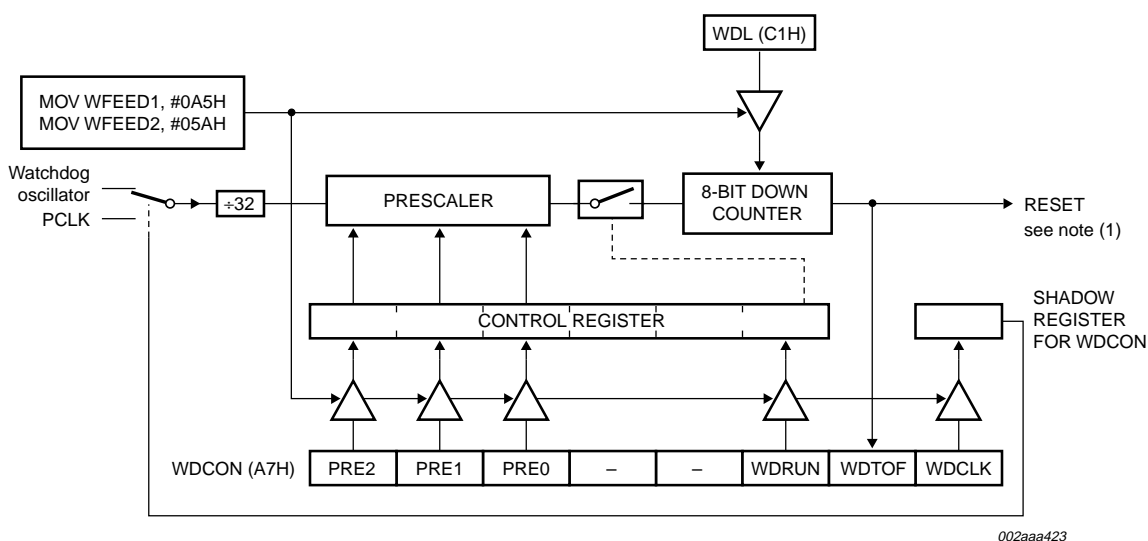 WDL (C1H)
MOV WFEED1, #0A5H
MOV WFEED2, #05AH
Watchdog
oscillator
PCLK
÷32
PRESCALER
8-BIT DOWN
COUNTER
RESET
see note (1)
SHADOW
REGISTER
FOR WDCON
CONTROL REGISTER
WDCON (A7H)
PRE2
PRE1
PRE0
–
–
WDRUN
WDTOF
WDCLK
002aaa423